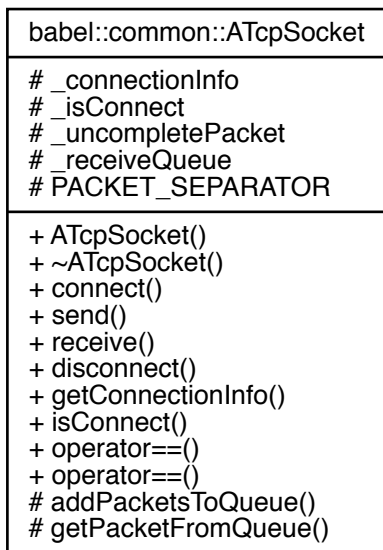 babel::common::ATcpSocket
# _connectionInfo
# _isConnect
# _uncompletePacket
# _receiveQueue
# PACKET_SEPARATOR
+ ATcpSocket()
+ ~ATcpSocket()
+ connect()
+ send()
+ receive()
+ disconnect()
+ getConnectionInfo()
+ isConnect()
+ operator==()
+ operator==()
# addPacketsToQueue()
# getPacketFromQueue()